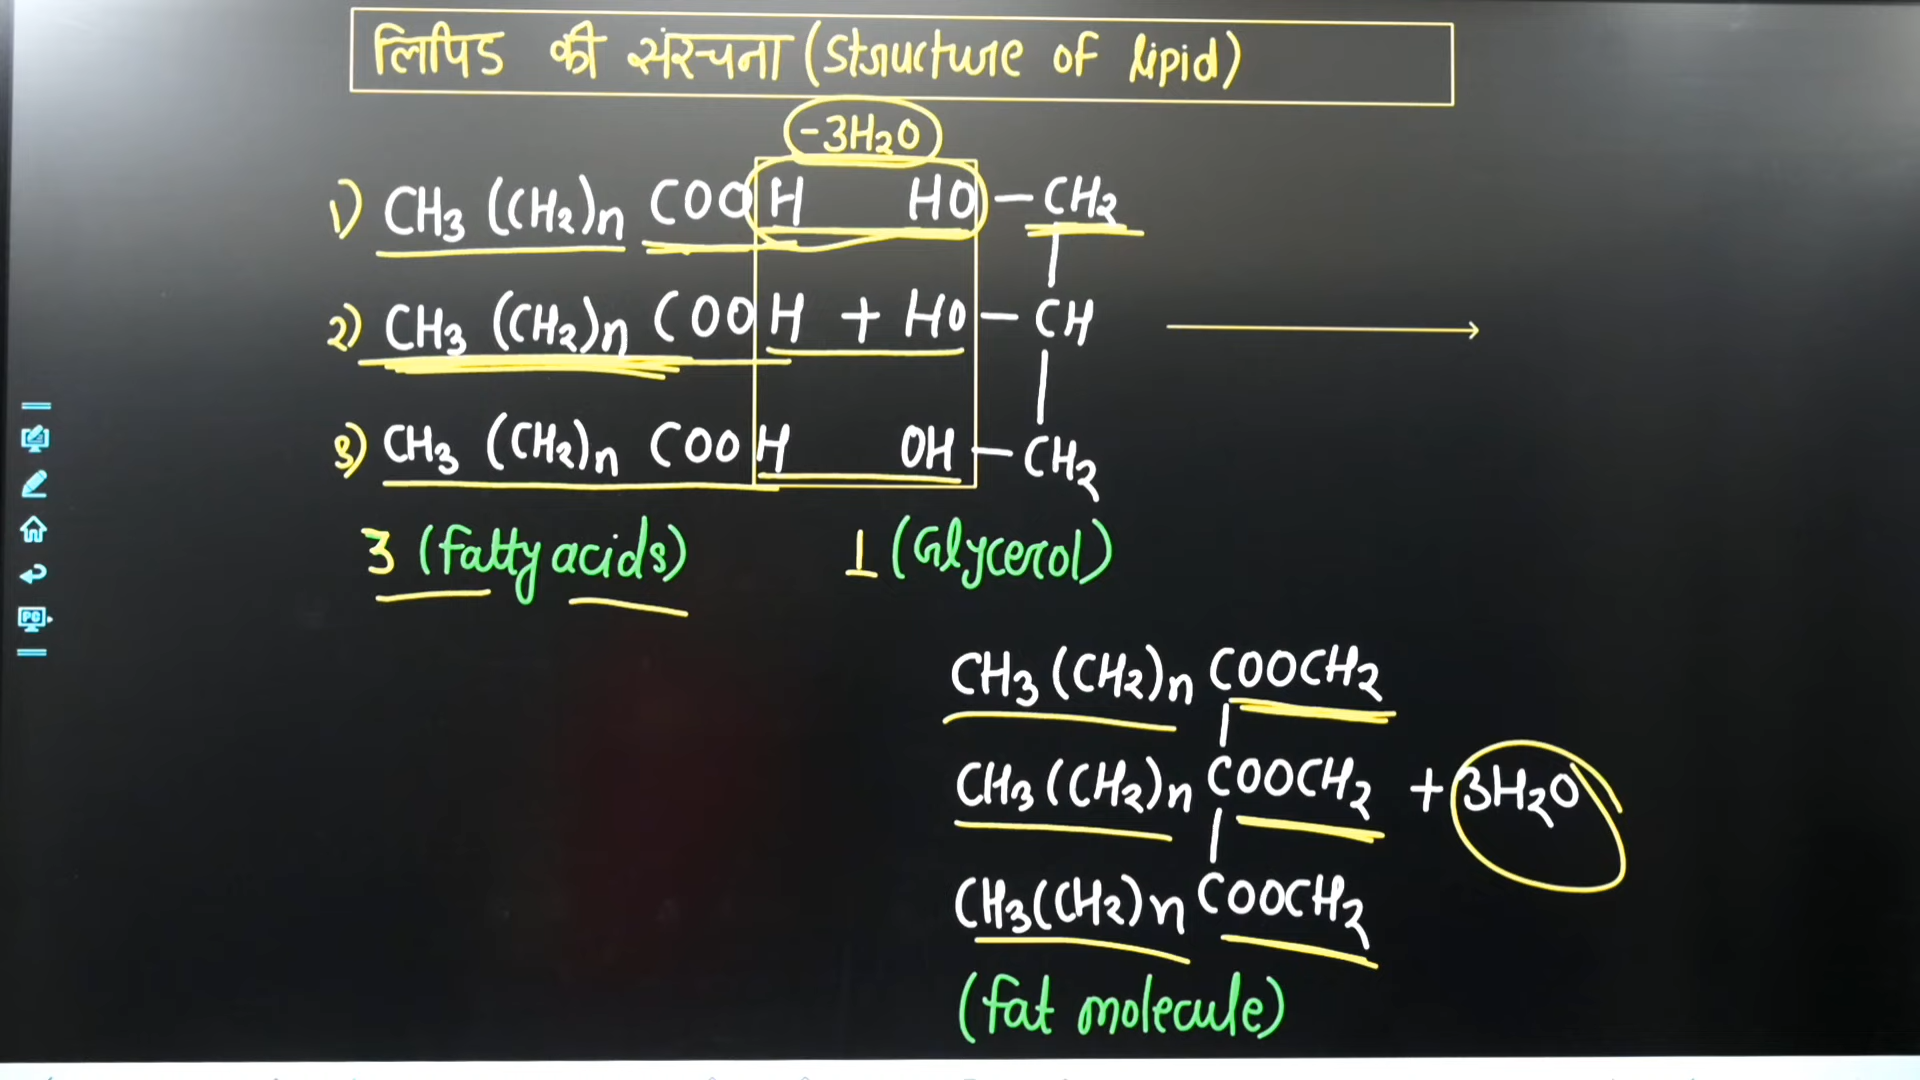 लिपिड की संरचना (Structure of lipid)
-3H₂O
1) CH₃ (CH₂)n COOH HO-CH₂
2) CH₃ (CH₂)n COOH + HO-CH
3) CH₃ (CH₂)n COOH OH-CH₂
3 (fatty acids) 1 (Glycerol)
CH₃ (CH₂)n COOCH₂
CH₃ (CH₂)n COOCH₂ + 3H₂O
CH₃(CH₂)n COOCH₂
(fat molecule)